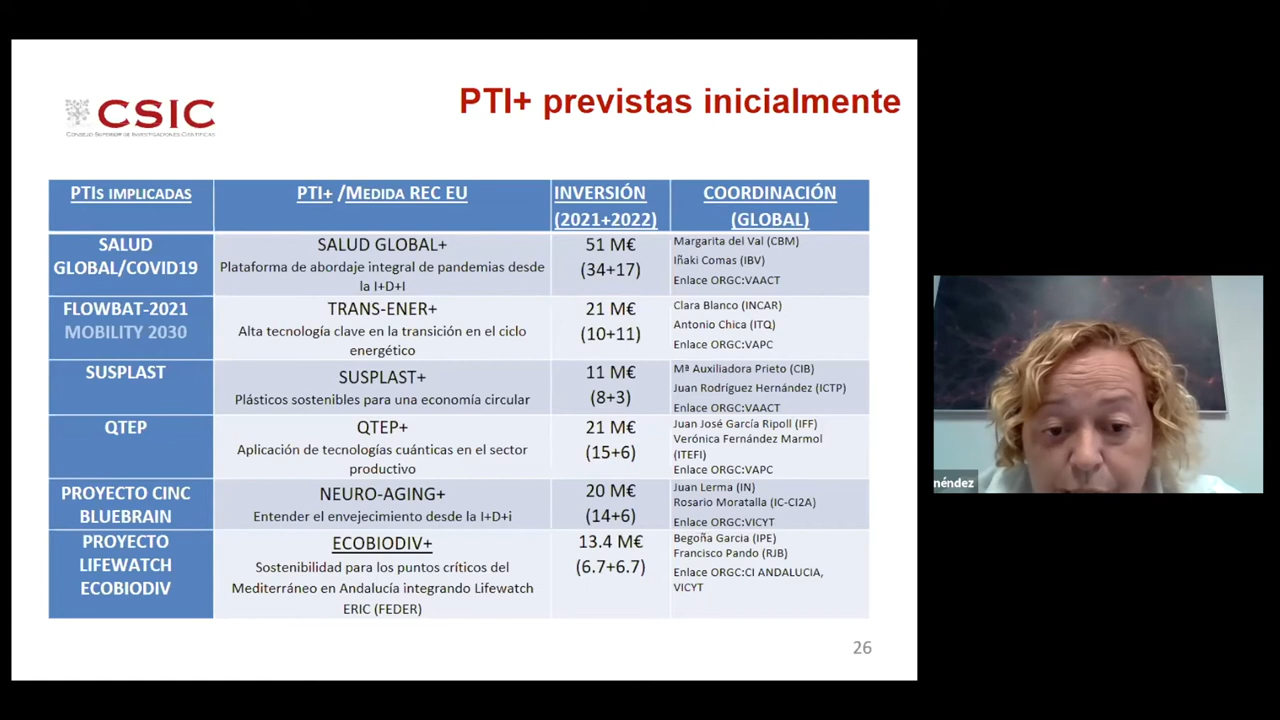 CSIC
CONSEJO SUPERIOR DE INVESTIGACIONES CIENTÍFICAS
PTI+ previstas inicialmente
PTIS IMPLICADAS
PTI+ /MEDIDA REC EU
INVERSIÓN
(2021+2022)
COORDINACIÓN
(GLOBAL)
SALUD
GLOBAL/COVID19
SALUD GLOBAL+
Plataforma de abordaje integral de pandemias desde
la I+D+I
51 M€
(34+17)
Margarita del Val (CBM)
Iñaki Comas (IBV)
Enlace ORGC:VAACT
FLOWBAT-2021
MOBILITY 2030
TRANS-ENER+
Alta tecnología clave en la transición en el ciclo
energético
21 M€
(10+11)
Clara Blanco (INCAR)
Antonio Chica (ITQ)
Enlace ORGC:VAPC
SUSPLAST
SUSPLAST+
Plásticos sostenibles para una economía circular
11 M€
(8+3)
Mª Auxiliadora Prieto (CIB)
Juan Rodríguez Hernández (ICTP)
Enlace ORGC:VAACT
QTEP
QTEP+
Aplicación de tecnologías cuánticas en el sector
productivo
21 M€
(15+6)
Juan José García Ripoll (IFF)
Verónica Fernández Marmol
(ITEFI)
Enlace ORGC:VAPC
PROYECTO CINC
BLUEBRAIN
NEURO-AGING+
Entender el envejecimiento desde la I+D+i
20 M€
(14+6)
Juan Lerma (IN)
Rosario Moratalla (IC-CI2A)
Enlace ORGC:VICYT
PROYECTO
LIFEWATCH
ECOBIODIV
ECOBIODIV+
Sostenibilidad para los puntos críticos del
Mediterráneo en Andalucía integrando Lifewatch
ERIC (FEDER)
13.4 M€
(6.7+6.7)
Begoña Garcia (IPE)
Francisco Pando (RJB)
Enlace ORGC:CI ANDALUCIA,
VICYT
26
néndez